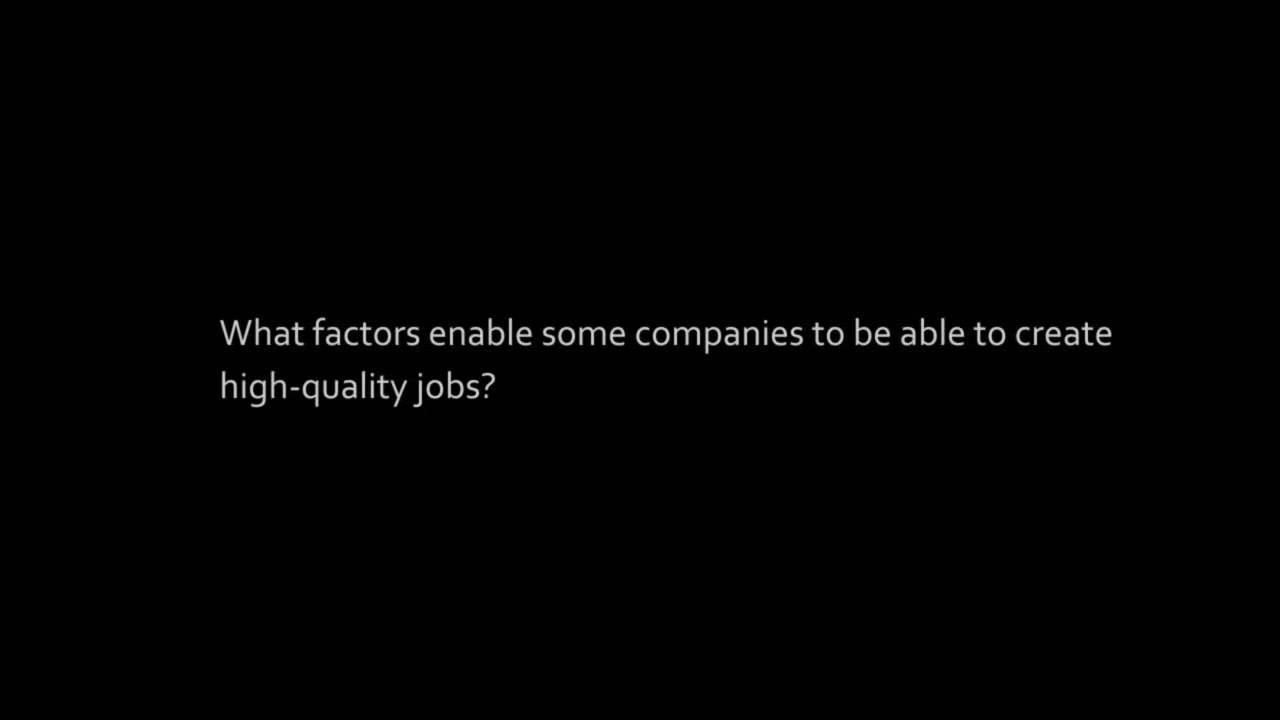 What factors enable some companies to be able to create
high-quality jobs?